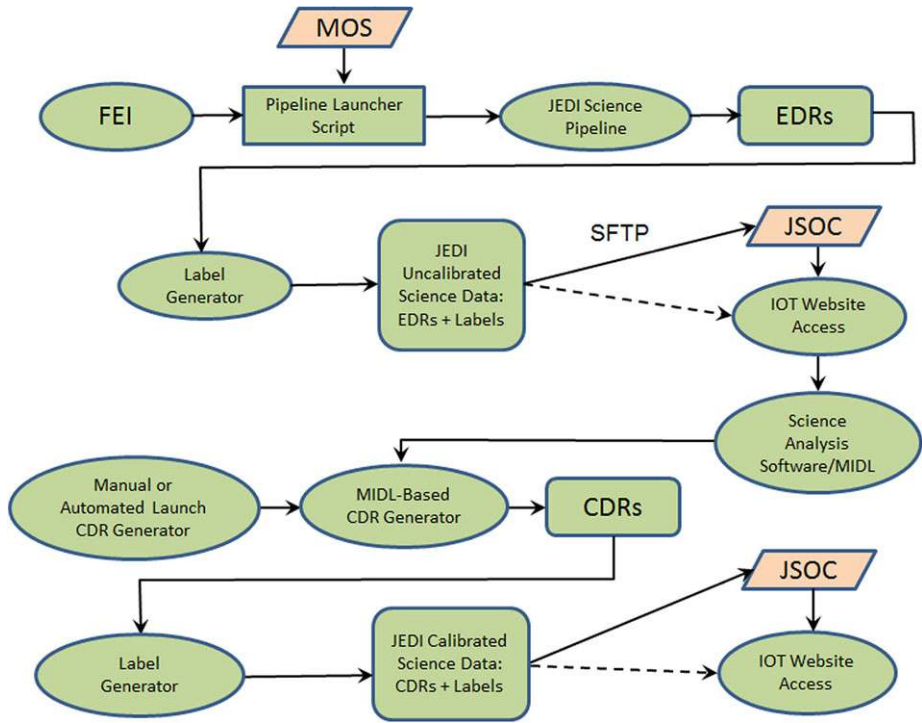 MOS
FEI
Pipeline Launcher
Script
JEDI Science
Pipeline
EDRs
Label
Generator
JEDI
Uncalibrated
Science Data:
EDRs + Labels
SFTP
JSOC
IOT Website
Access
Science
Analysis
Software/MIDL
Manual or
Automated Launch
CDR Generator
MIDL-Based
CDR Generator
CDRs
Label
Generator
JEDI Calibrated
Science Data:
CDRs + Labels
JSOC
IOT Website
Access